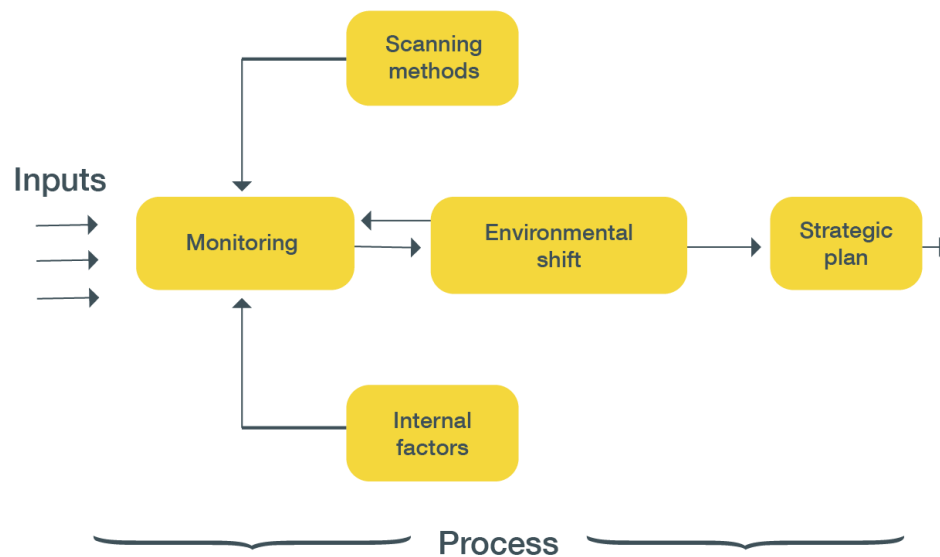 Scanning
methods
Inputs
Monitoring
Environmental
shift
Strategic
plan
Internal
factors
Process